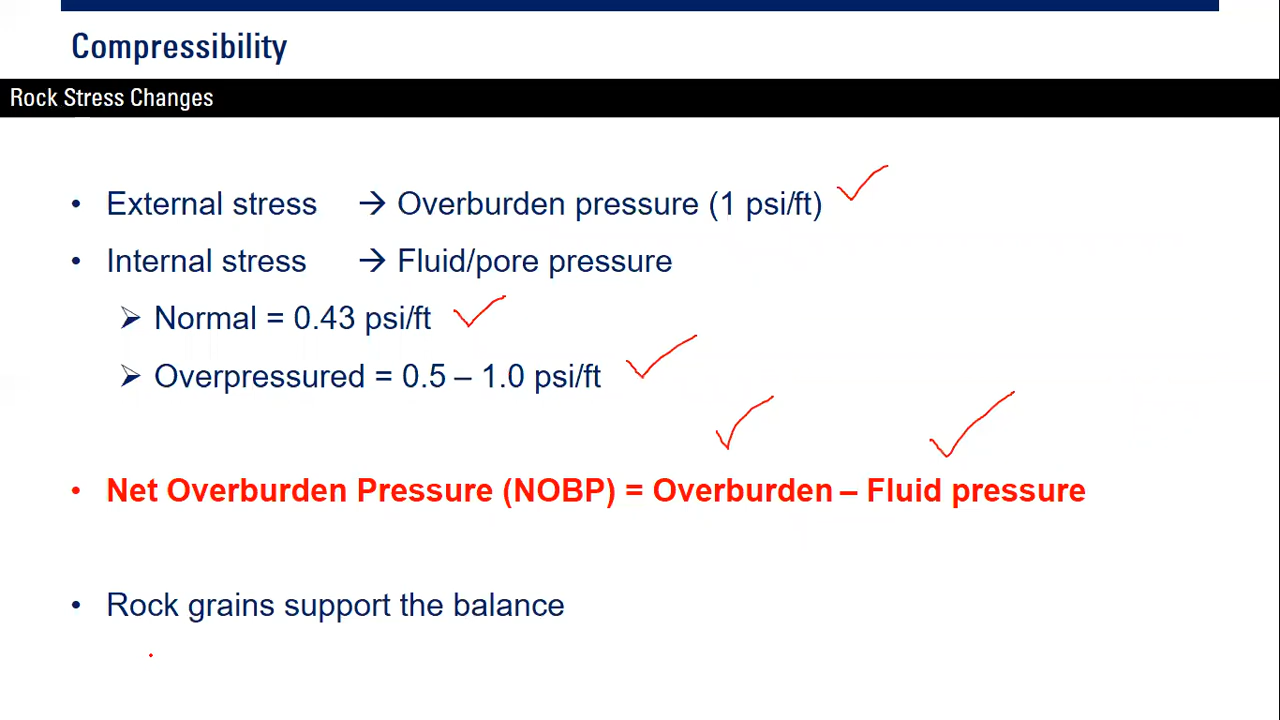 Compressibility
Rock Stress Changes
• External stress → Overburden pressure (1 psi/ft)
• Internal stress → Fluid/pore pressure
➢ Normal = 0.43 psi/ft
➢ Overpressured = 0.5 – 1.0 psi/ft
• Net Overburden Pressure (NOBP) = Overburden – Fluid pressure
• Rock grains support the balance